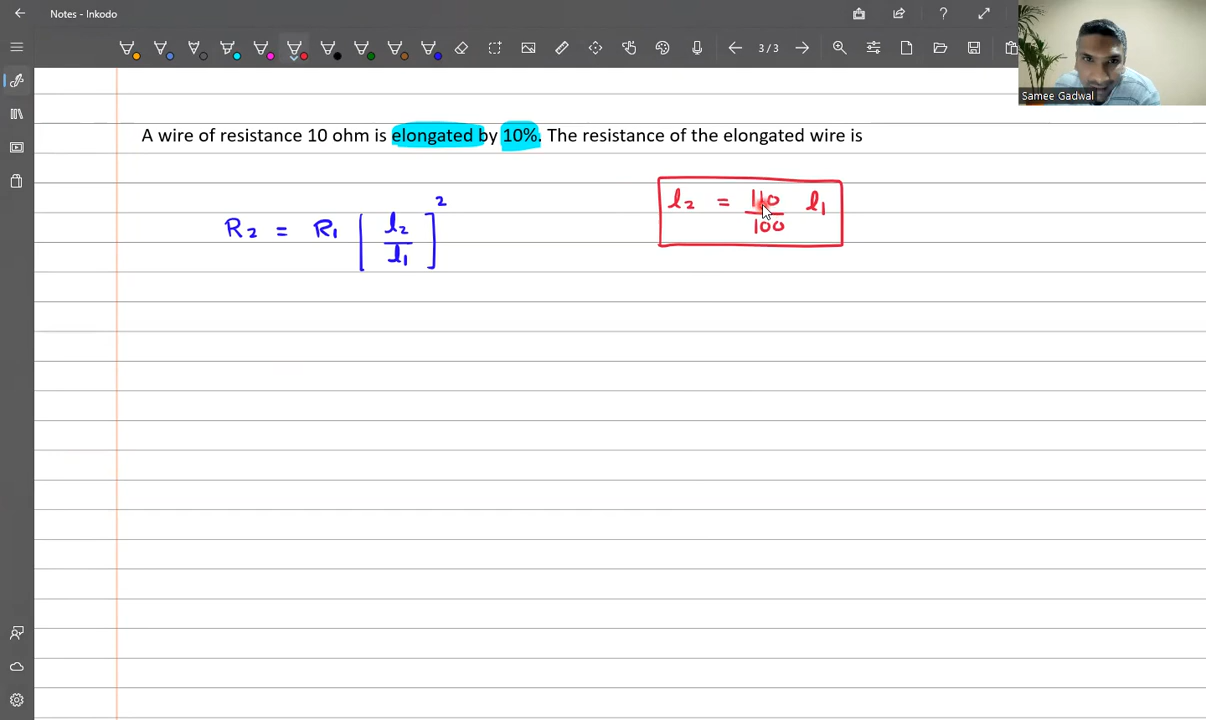 Notes - Inkodo
3 / 3
Samee Gadwal
A wire of resistance 10 ohm is elongated by 10%. The resistance of the elongated wire is
l₂ = 110/100 l₁
R₂ = R₁ [ l₂/l₁ ]²